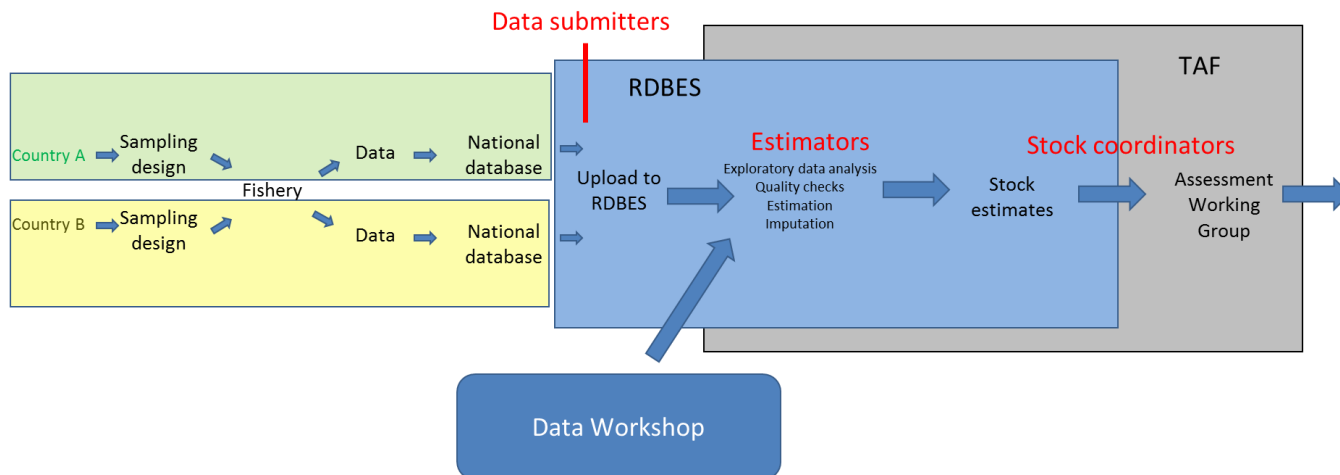 Data submitters
TAF
RDBES
Country A
Sampling
design
Data
National
database
Fishery
Country B
Sampling
design
Data
National
database
Upload to
RDBES
Estimators
Exploratory data analysis
Quality checks
Estimation
Imputation
Stock
estimates
Stock coordinators
Assessment
Working
Group
Data Workshop